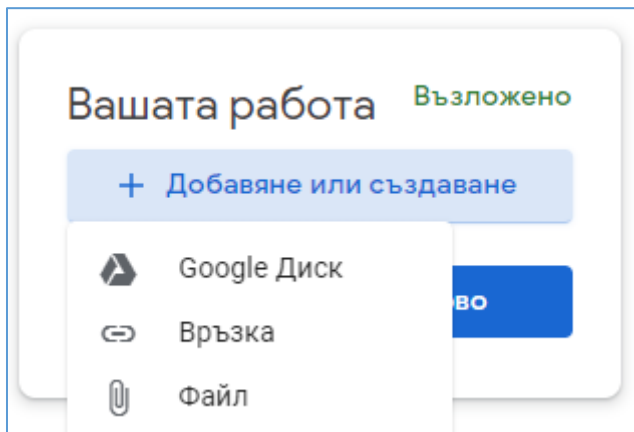 Вашата работа Възложено
+ Добавяне или създаване
Google Диск
Връзка
Файл